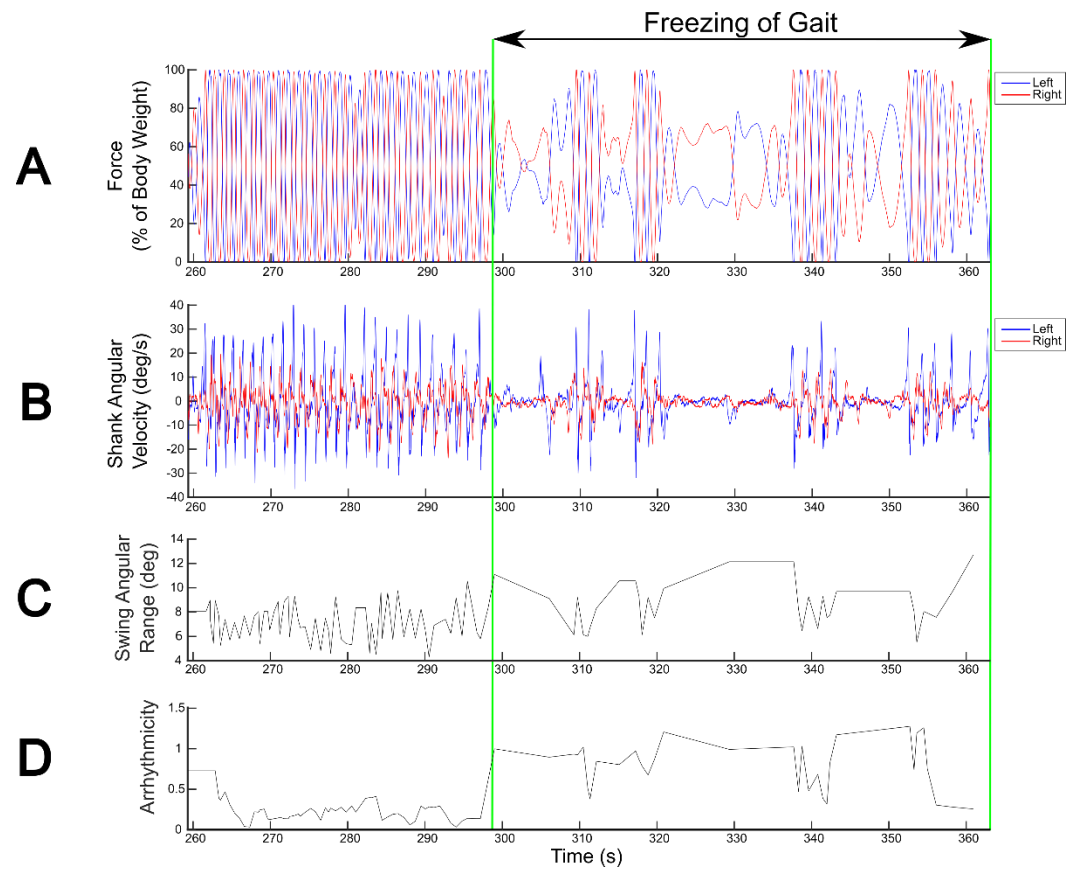 Freezing of Gait
A
Force
(% of Body Weight)
100
80
60
40
20
0
260 270 280 290 300 310 320 330 340 350 360
Left
Right
B
Shank Angular
Velocity (deg/s)
40
30
20
10
0
-10
-20
-30
-40
260 270 280 290 300 310 320 330 340 350 360
Left
Right
C
Swing Angular
Range (deg)
14
12
10
8
6
4
260 270 280 290 300 310 320 330 340 350 360
D
Arrhythmicity
1.5
1
0.5
0
260 270 280 290 300 310 320 330 340 350 360
Time (s)